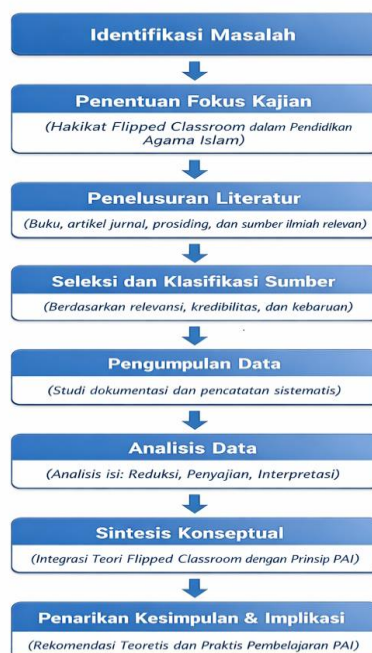 Identifikasi Masalah
Penentuan Fokus Kajian
(Hakikat Flipped Classroom dalam Pendidikan
Agama Islam)
Penelusuran Literatur
(Buku, artikel jurnal, prosiding, dan sumber ilmiah relevan)
Seleksi dan Klasifikasi Sumber
(Berdasarkan relevansi, kredibilitas, dan kebaruan)
Pengumpulan Data
(Studi dokumentasi dan pencatatan sistematis)
Analisis Data
(Analisis isi: Reduksi, Penyajian, Interpretasi)
Sintesis Konseptual
(Integrasi Teori Flipped Classroom dengan Prinsip PAI)
Penarikan Kesimpulan & Implikasi
(Rekomendasi Teoretis dan Praktis Pembelajaran PAI)